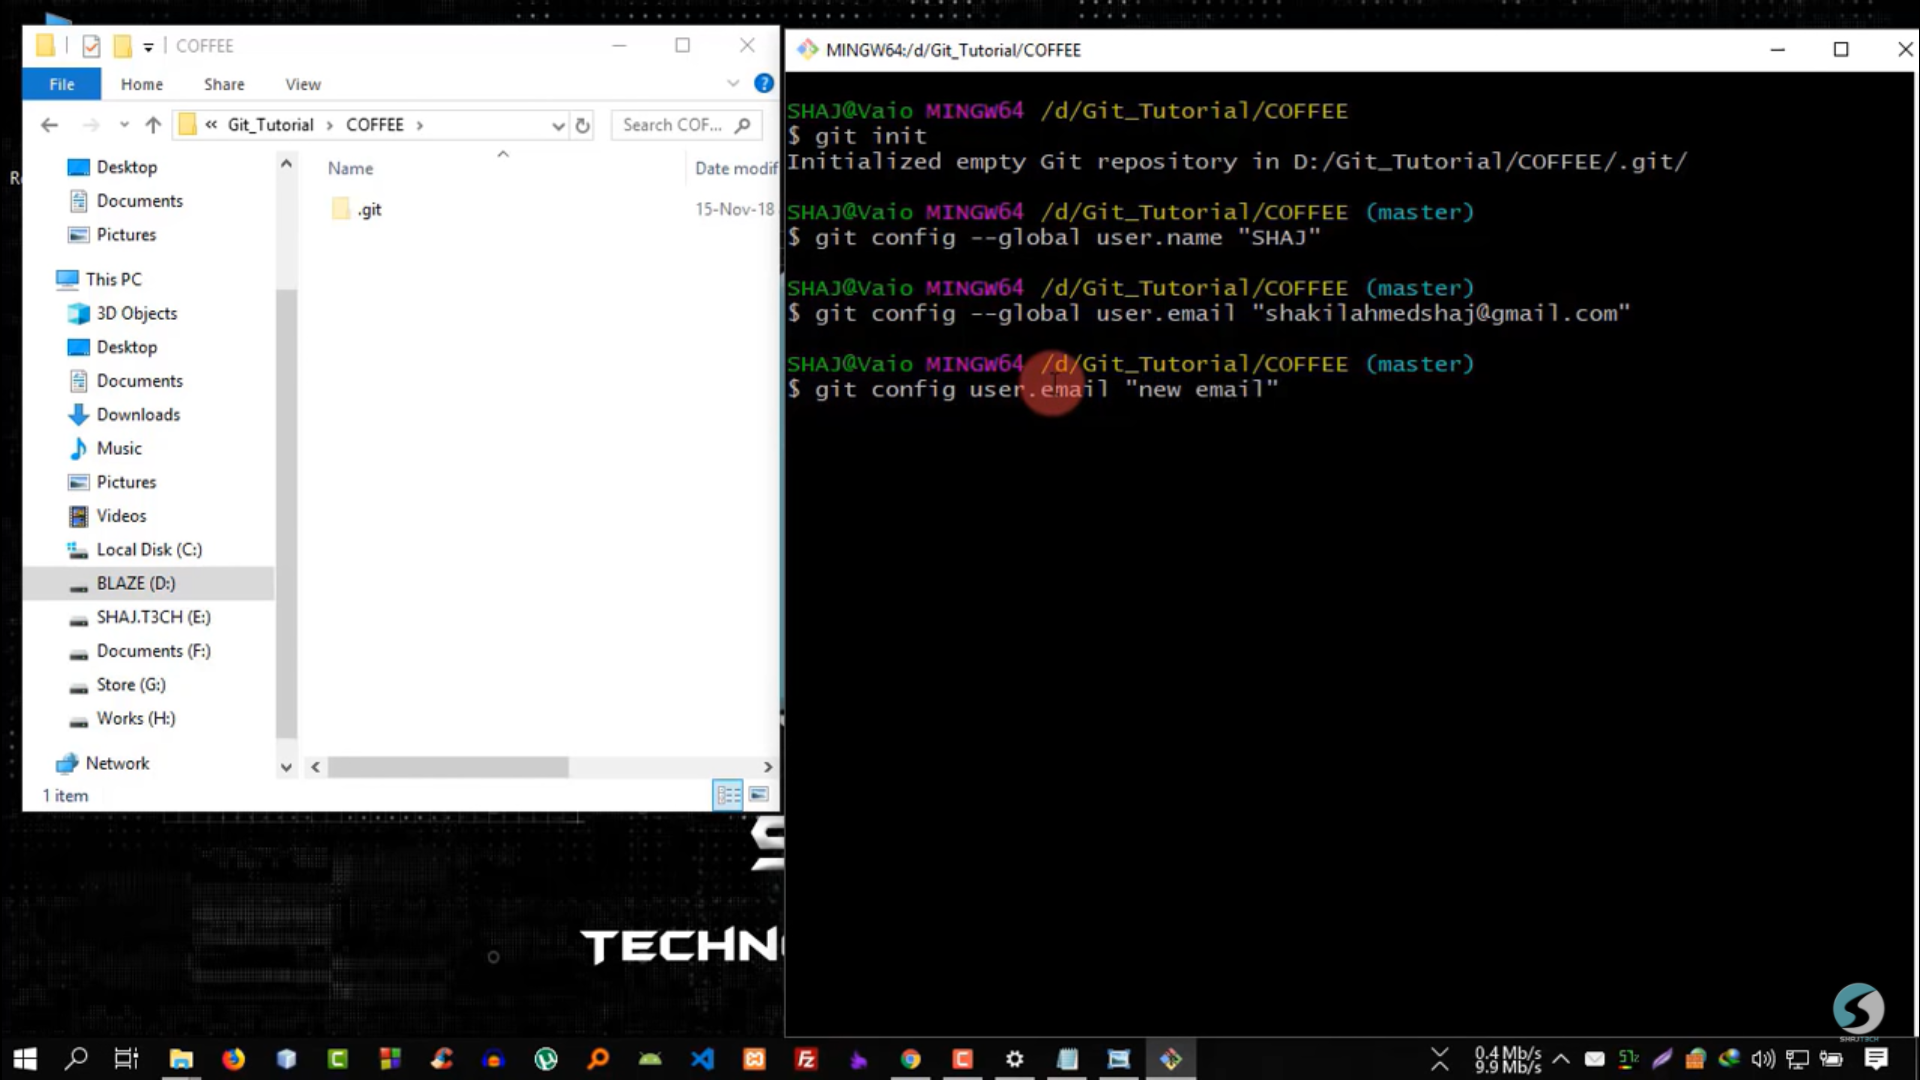 COFFEE
File Home Share View
« Git_Tutorial › COFFEE ›
Search COF...
Name
Date modif
.git
15-Nov-18
Desktop
Documents
Pictures
This PC
3D Objects
Desktop
Documents
Downloads
Music
Pictures
Videos
Local Disk (C:)
BLAZE (D:)
SHAJ.T3CH (E:)
Documents (F:)
Store (G:)
Works (H:)
Network
1 item
TECHN
MINGW64:/d/Git_Tutorial/COFFEE
SHAJ@Vaio MINGW64 /d/Git_Tutorial/COFFEE
$ git init
Initialized empty Git repository in D:/Git_Tutorial/COFFEE/.git/
SHAJ@Vaio MINGW64 /d/Git_Tutorial/COFFEE (master)
$ git config --global user.name "SHAJ"
SHAJ@Vaio MINGW64 /d/Git_Tutorial/COFFEE (master)
$ git config --global user.email "shakilahmedshaj@gmail.com"
SHAJ@Vaio MINGW64 /d/Git_Tutorial/COFFEE (master)
$ git config user.email "new email"
SHAJTECH
0.4 Mb/s
9.9 Mb/s